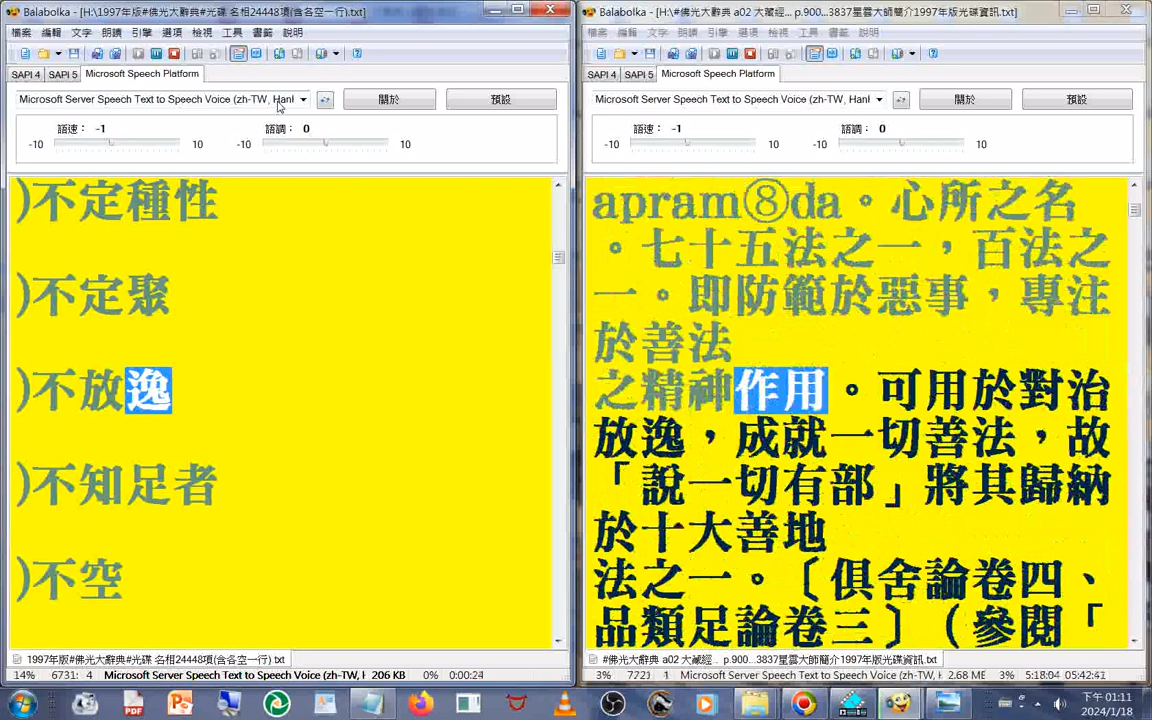 Balabolka - [H:\1997年版#佛光大辭典#光碟 名相24448項(含各空一行).txt]
檔案 編輯 文字 朗讀 引擎 選項 檢視 工具 書籤 說明
SAPI 4 SAPI 5 Microsoft Speech Platform
Microsoft Server Speech Text to Speech Voice (zh-TW, Hanl
關於 預設
語速： -1 語調： 0
-10 10 -10 10
)不定種性
)不定聚
)不放逸
)不知足者
)不空
1997年版#佛光大辭典#光碟 名相24448項(含各空一行).txt
14% 6731: 4 Microsoft Server Speech Text to Speech Voice (zh-TW, H 206 KB 0% 0:00:24
Balabolka - [H:\#佛光大辭典 a02 大藏經... p.900...3837星雲大師簡介1997年版光碟資訊.txt]
檔案 編輯 文字 朗讀 引擎 選項 檢視 工具 書籤 說明
SAPI 4 SAPI 5 Microsoft Speech Platform
Microsoft Server Speech Text to Speech Voice (zh-TW, Hanl
關於 預設
語速： -1 語調： 0
-10 10 -10 10
apram⑧da。心所之名
。七十五法之一，百法之
一。即防範於惡事，專注
於善法
之精神作用。可用於對治
放逸，成就一切善法，故
「說一切有部」將其歸納
於十大善地
法之一。〔俱舍論卷四、
品類足論卷三〕（參閱「
#佛光大辭典 a02 大藏經... p.900...3837星雲大師簡介1997年版光碟資訊.txt
3% 7721 Microsoft Server Speech Text to Speech Voice (zh-TW, H 2.68 ME 3% 5:18:04 05:42:41
下午 01:11
2024/1/18